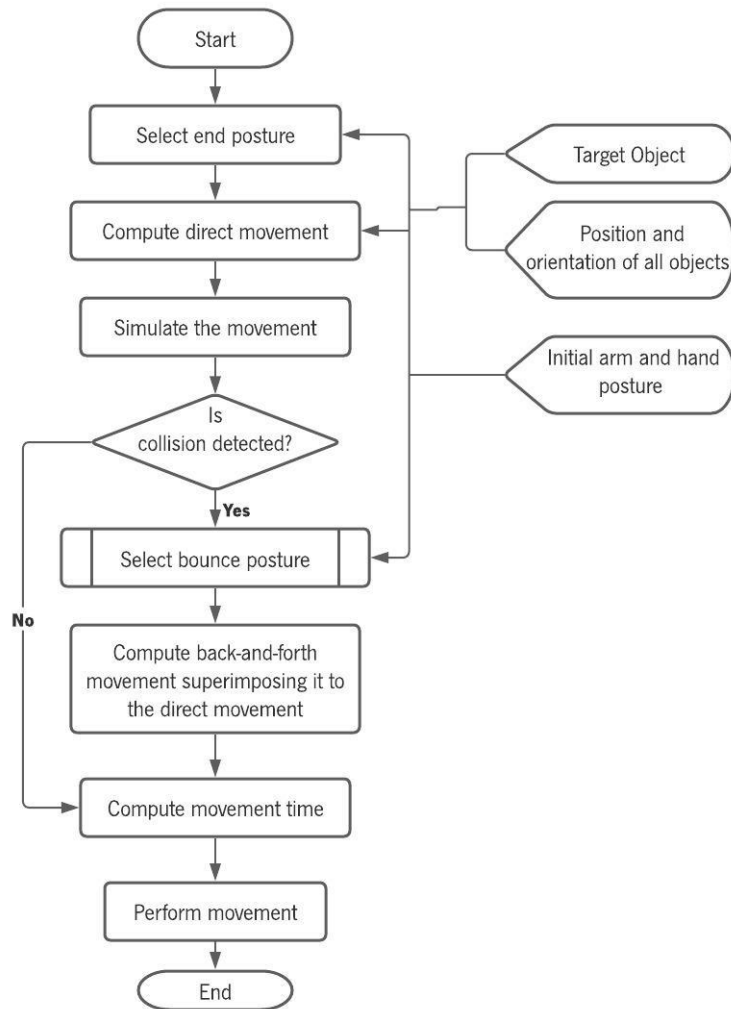 Start
Select end posture
Target Object
Compute direct movement
Position and
orientation of all objects
Simulate the movement
Initial arm and hand
posture
Is
collision detected?
Yes
Select bounce posture
No
Compute back-and-forth
movement superimposing it to
the direct movement
Compute movement time
Perform movement
End